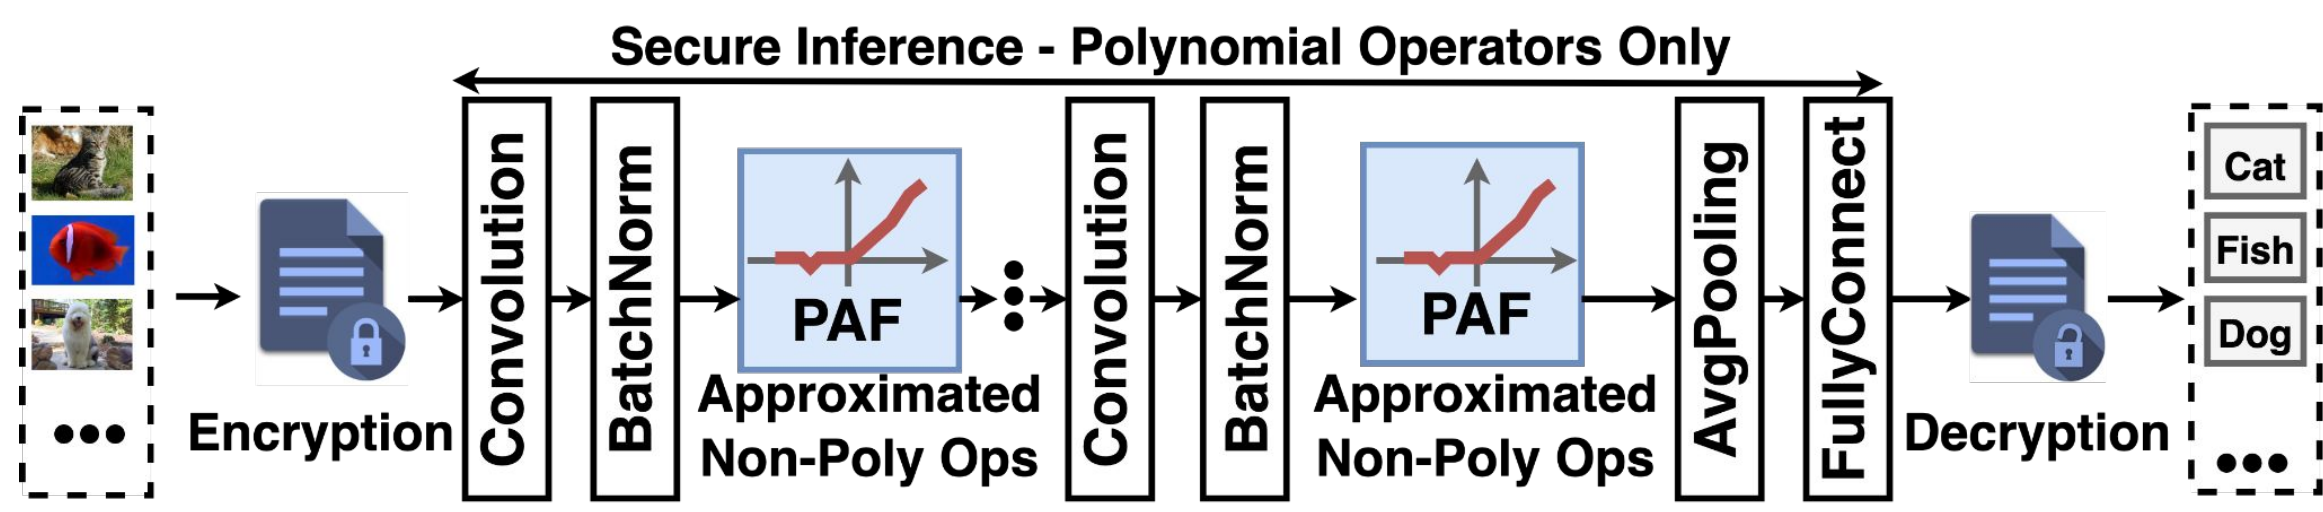 Secure Inference - Polynomial Operators Only
Encryption
Convolution
BatchNorm
PAF
Approximated
Non-Poly Ops
Convolution
BatchNorm
PAF
Approximated
Non-Poly Ops
AvgPooling
FullyConnect
Decryption
Cat
Fish
Dog